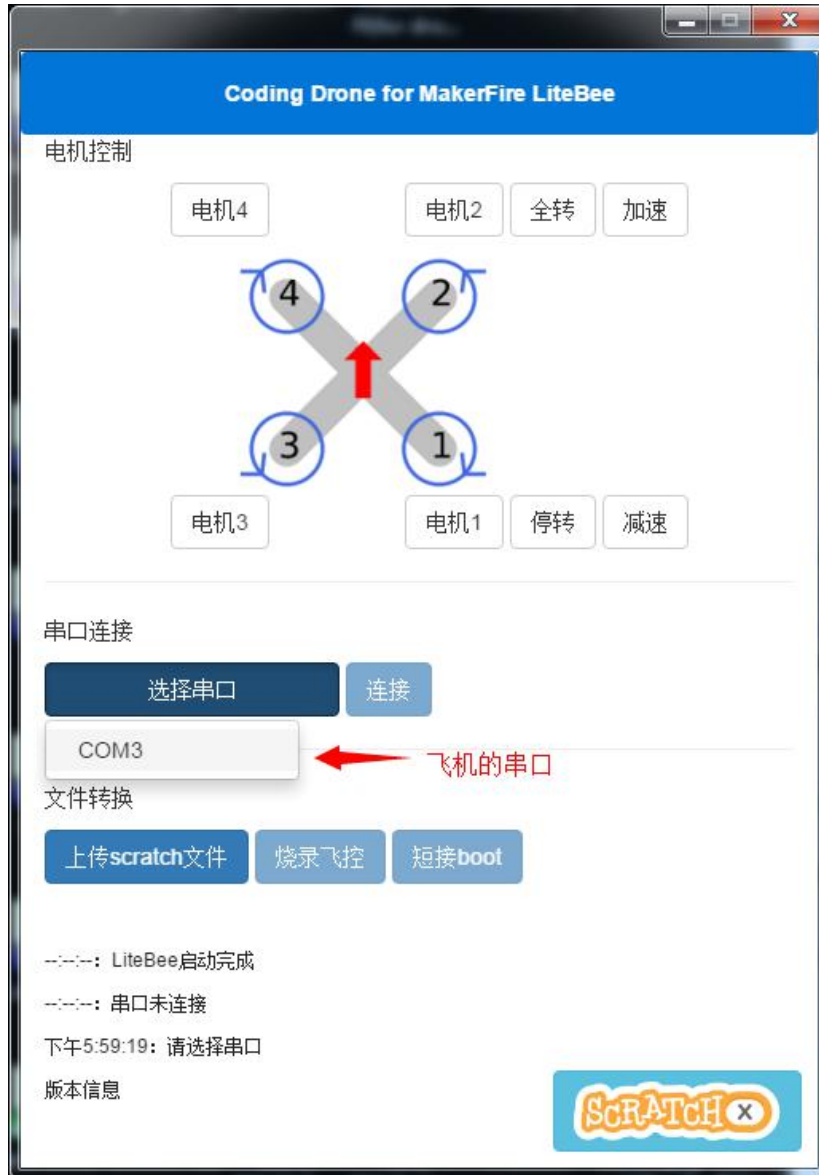 Coding Drone for MakerFire LiteBee
电机控制
电机4 电机2 全转 加速
4 2
3 1
电机3 电机1 停转 减速
串口连接
选择串口 连接
COM3
飞机的串口
文件转换
上传scratch文件 烧录飞控 短接boot
--:--:--: LiteBee启动完成
--:--:--: 串口未连接
下午5:59:19: 请选择串口
版本信息
SCRATCH X